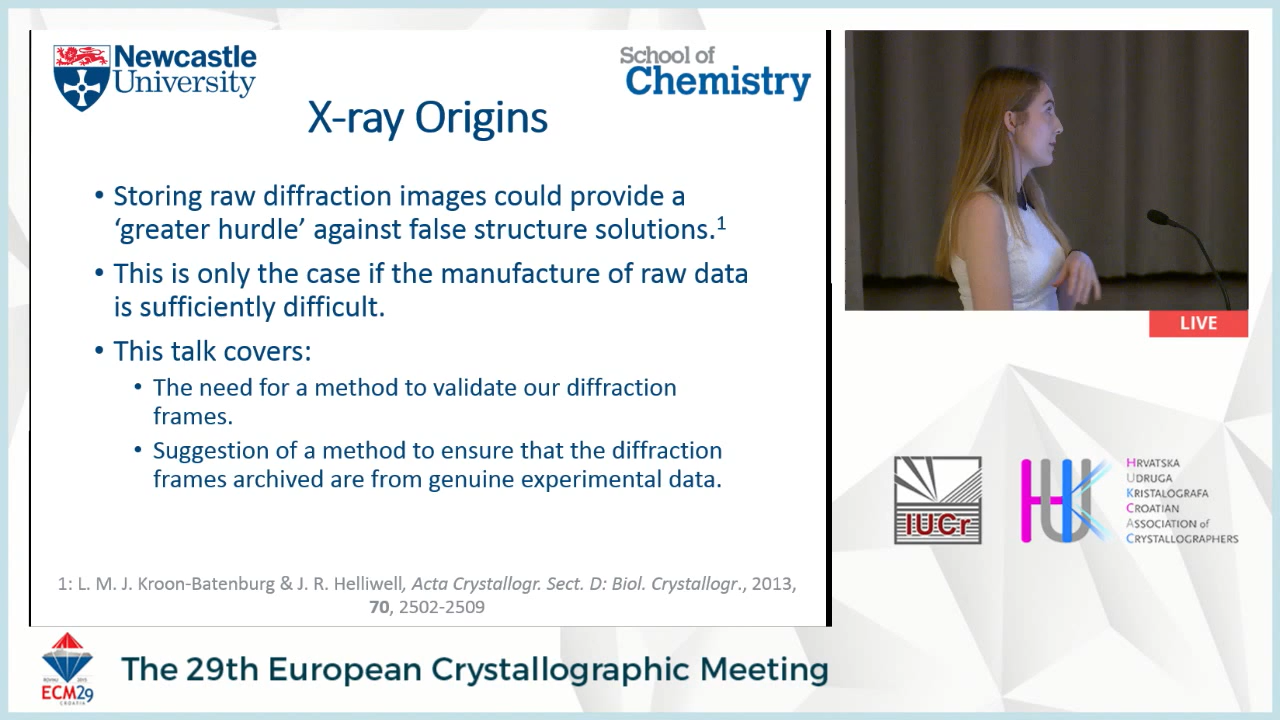 Newcastle
University
School of
Chemistry
X-ray Origins
• Storing raw diffraction images could provide a
‘greater hurdle’ against false structure solutions.1
• This is only the case if the manufacture of raw data
is sufficiently difficult.
• This talk covers:
• The need for a method to validate our diffraction
frames.
• Suggestion of a method to ensure that the diffraction
frames archived are from genuine experimental data.
1: L. M. J. Kroon-Batenburg & J. R. Helliwell, Acta Crystallogr. Sect. D: Biol. Crystallogr., 2013,
70, 2502-2509
LIVE
IUCr
HUK
HRVATSKA
UDRUGA
KRISTALOGRAFA
CROATIAN
ASSOCIATION of
CRYSTALLOGRAPHERS
ECM29
CROATIA
The 29th European Crystallographic Meeting